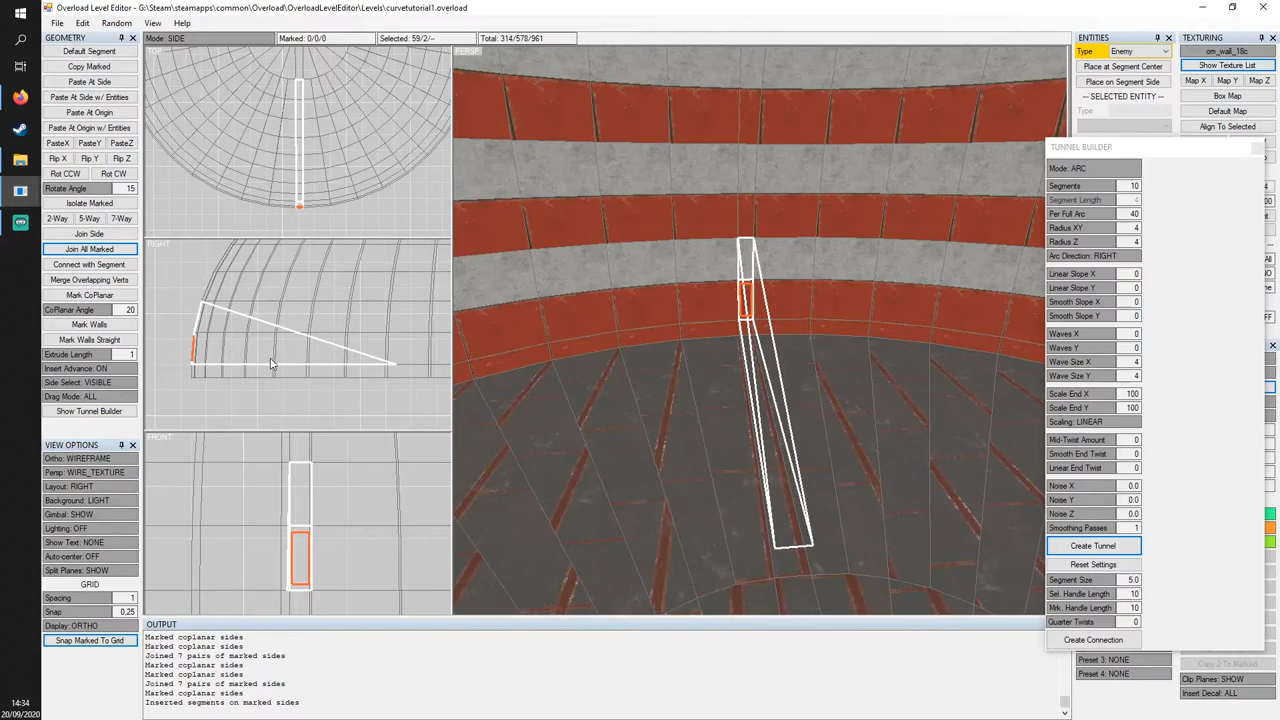 Overload Level Editor - G:\Steam\steamapps\common\Overload\OverloadLevelEditor\Levels\curvetutorial1.overload
File Edit Random View Help
GEOMETRY
Default Segment
Copy Marked
Paste At Side
Paste At Side w/ Entities
Paste At Origin
Paste At Origin w/ Entities
PasteX PasteY PasteZ
Flip X Flip Y Flip Z
Rot CCW Rot CW
Rotate Angle 15
Isolate Marked
2-Way 5-Way 7-Way
Join Side
Join All Marked
Connect with Segment
Merge Overlapping Verts
Mark CoPlanar
CoPlanar Angle 20
Mark Walls
Mark Walls Straight
Extrude Length 1
Insert Advance: ON
Side Select: VISIBLE
Drag Mode: ALL
Show Tunnel Builder
VIEW OPTIONS
Ortho: WIREFRAME
Persp: WIRE_TEXTURE
Layout: RIGHT
Background: LIGHT
Gimbal: SHOW
Lighting: OFF
Show Text: NONE
Auto-center: OFF
Split Planes: SHOW
GRID
Spacing 1
Snap 0.25
Display: ORTHO
Snap Marked To Grid
14:34
20/09/2020
Mode: SIDE Marked: 0/0/0 Selected: 59/2/-- Total: 314/578/961
TOP
RIGHT
FRONT
PERSP
OUTPUT
Marked coplanar sides
Marked coplanar sides
Joined 7 pairs of marked sides
Marked coplanar sides
Marked coplanar sides
Joined 7 pairs of marked sides
Marked coplanar sides
Inserted segments on marked sides
ENTITIES
Type Enemy
Place at Segment Center
Place on Segment Side
--- SELECTED ENTITY ---
Type
TEXTURING
om_wall_18c
Show Texture List
Map X Map Y Map Z
Box Map
Default Map
Align To Selected
TUNNEL BUILDER
Mode: ARC
Segments 10
Segment Length 4
Per Full Arc 40
Radius XY 4
Radius Z 4
Arc Direction: RIGHT
Linear Slope X 0
Linear Slope Y 0
Smooth Slope X 0
Smooth Slope Y 0
Waves X 0
Waves Y 0
Wave Size X 4
Wave Size Y 4
Scale End X 100
Scale End Y 100
Scaling: LINEAR
Mid-Twist Amount 0
Smooth End Twist 0
Linear End Twist 0
Noise X 0.0
Noise Y 0.0
Noise Z 0.0
Smoothing Passes 1
Create Tunnel
Reset Settings
Segment Size 5.0
Sel. Handle Length 10
Mrk. Handle Length 10
Quarter Twists 0
Create Connection
Preset 3: NONE
Preset 4: NONE
Copy 2 To Marked
Clip Planes: SHOW
Insert Decal: ALL